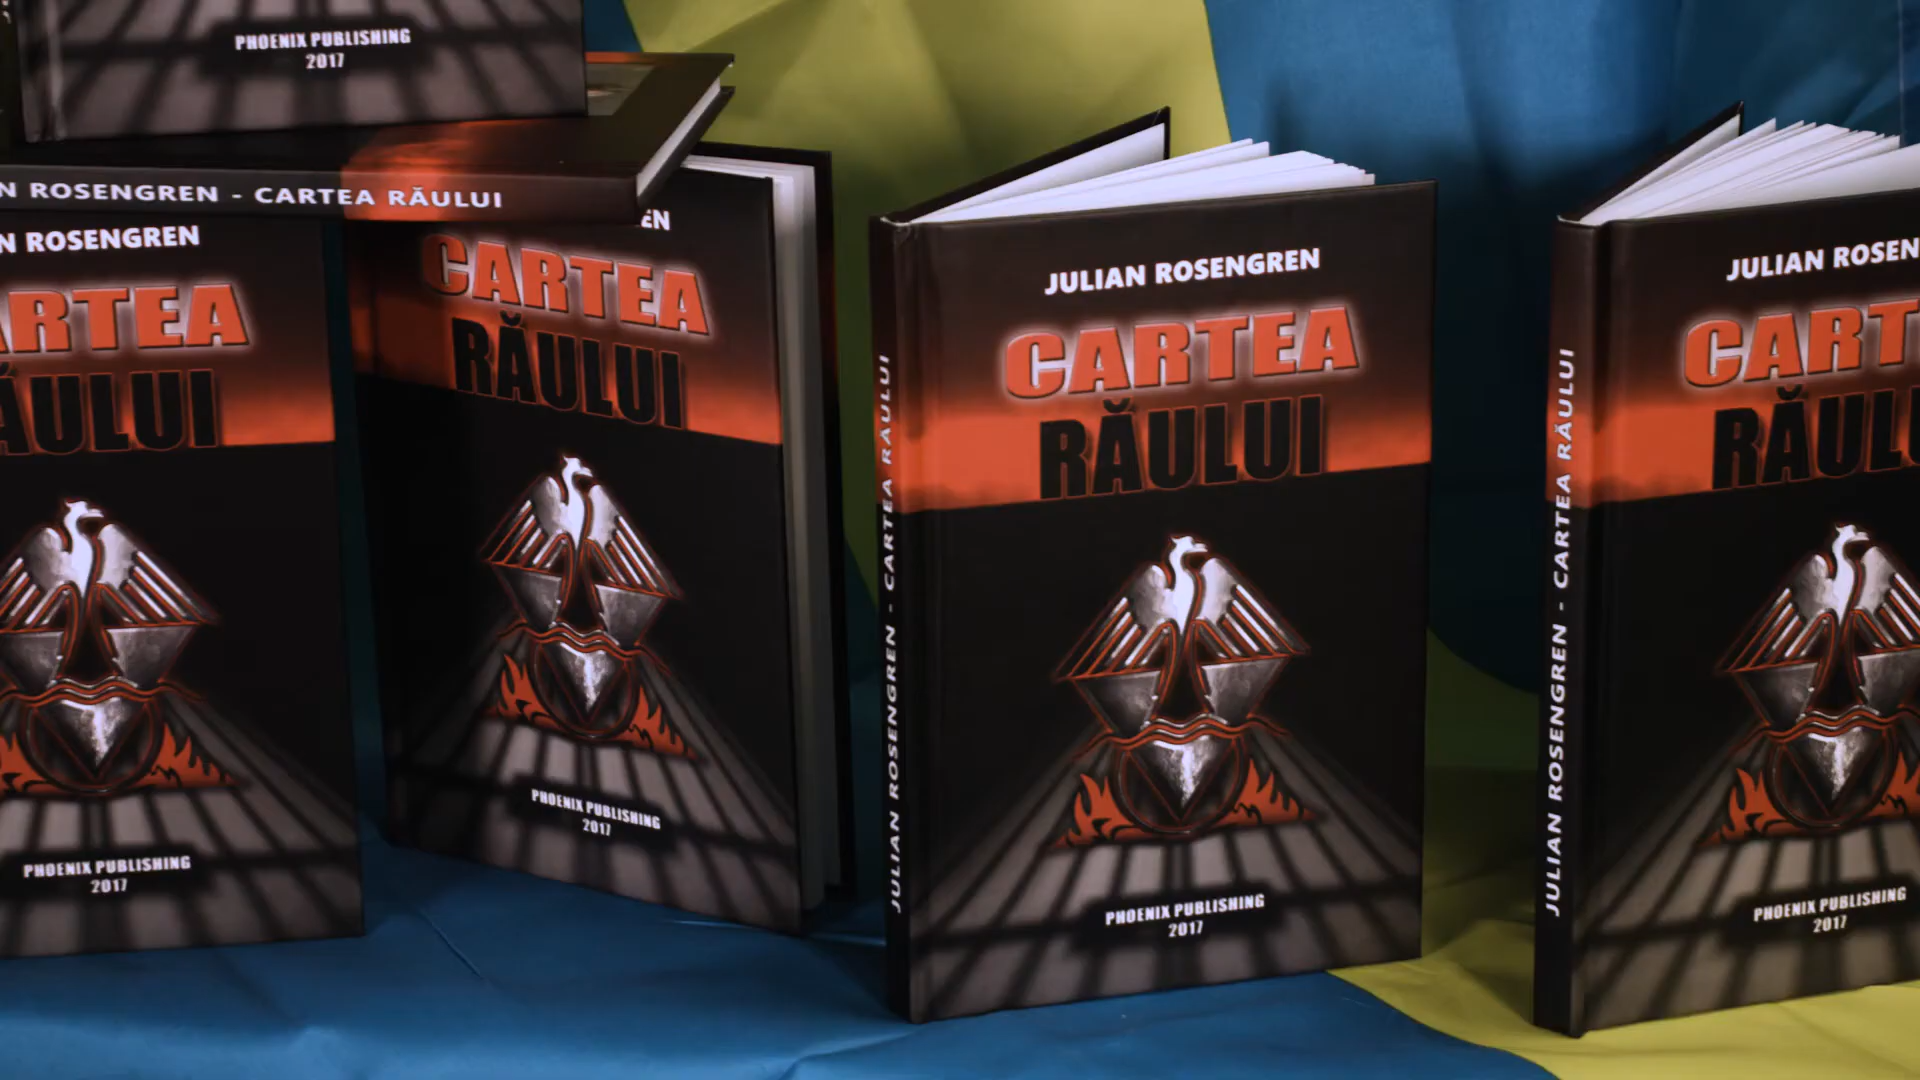 PHOENIX PUBLISHING
2017
N ROSENGREN - CARTEA RĂULUI
N ROSENGREN
ARTEA
ĂULUI
PHOENIX PUBLISHING
2017
EN
CARTEA
RĂULUI
PHOENIX PUBLISHING
2017
JULIAN ROSENGREN - CARTEA RĂULUI
JULIAN ROSENGREN
CARTEA
RĂULUI
PHOENIX PUBLISHING
2017
JULIAN ROSENGREN - CARTEA RĂULUI
JULIAN ROSEN
CART
RĂUL
PHOENIX PUBLISHING
2017